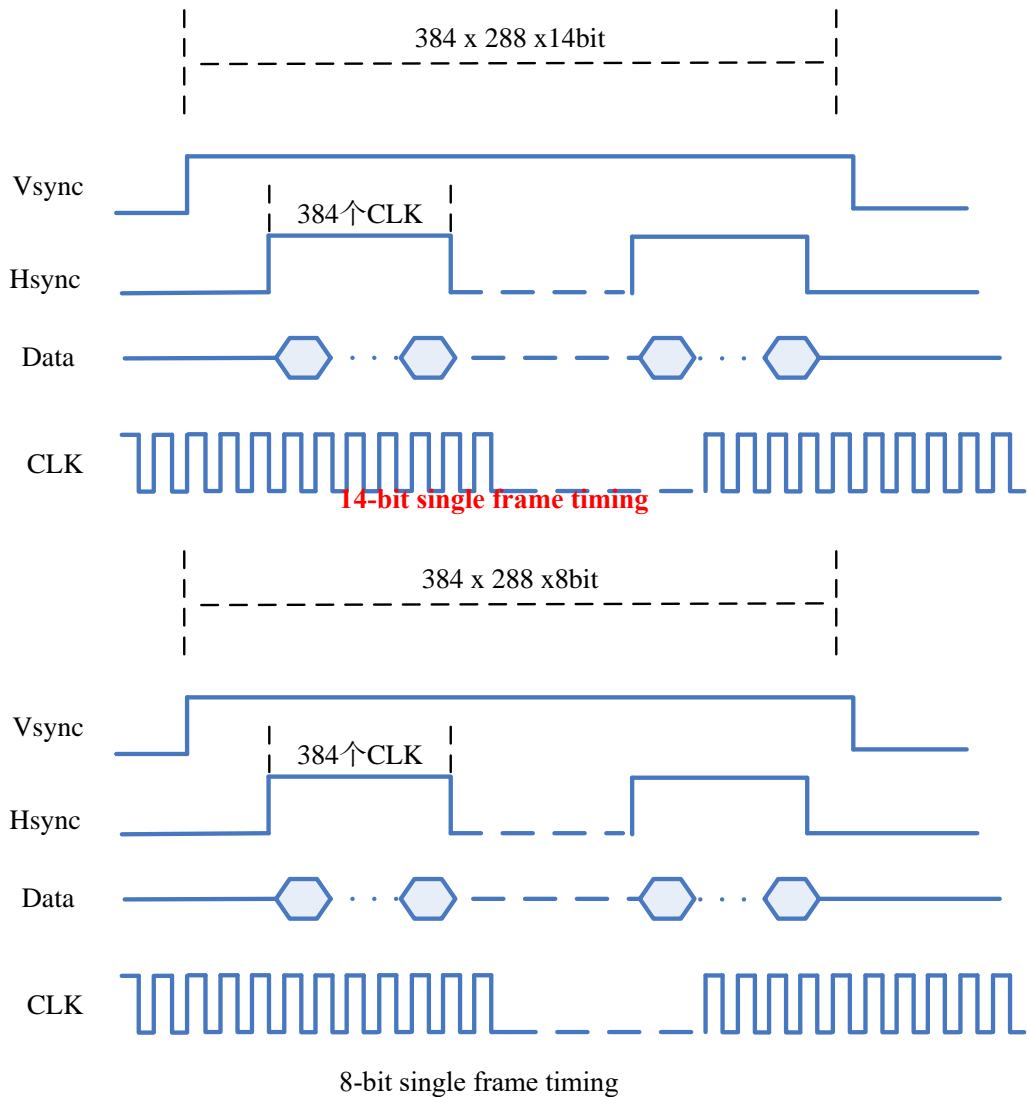 384 x 288 x14bit
Vsync
384个CLK
Hsync
Data
CLK
14-bit single frame timing
384 x 288 x8bit
Vsync
384个CLK
Hsync
Data
CLK
8-bit single frame timing